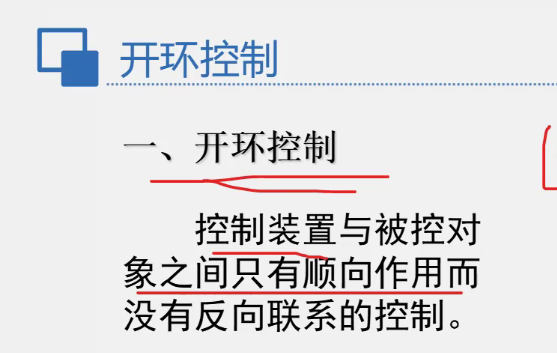 开环控制
一、开环控制
控制装置与被控对
象之间只有顺向作用而
没有反向联系的控制。